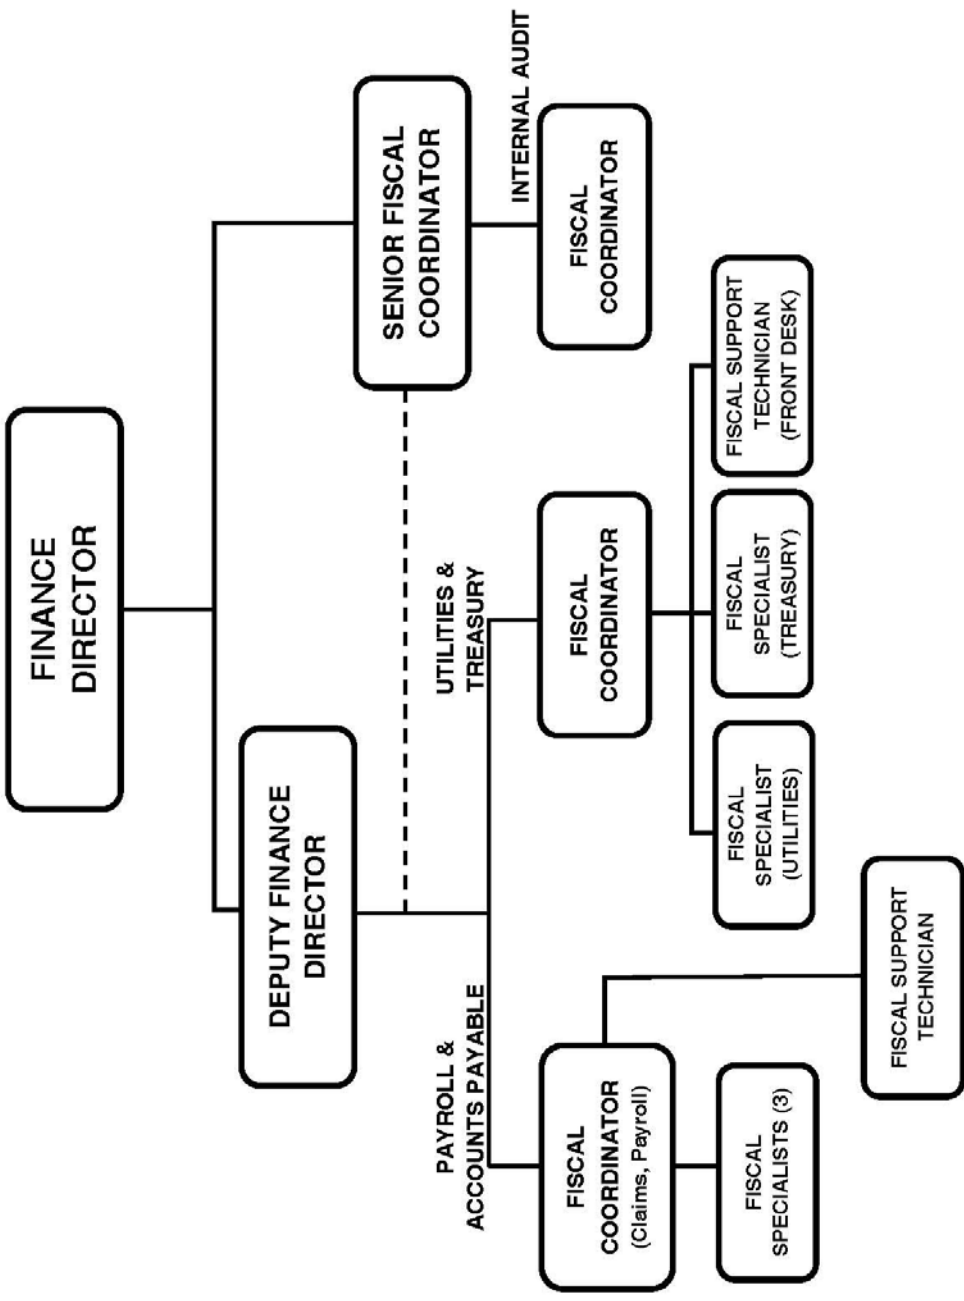 FINANCE
DIRECTOR
DEPUTY FINANCE
DIRECTOR
SENIOR FISCAL
COORDINATOR
PAYROLL &
ACCOUNTS PAYABLE
UTILITIES &
TREASURY
INTERNAL AUDIT
FISCAL
COORDINATOR
(Claims, Payroll)
FISCAL
COORDINATOR
FISCAL
COORDINATOR
FISCAL
SPECIALISTS (3)
FISCAL
SPECIALIST
(UTILITIES)
FISCAL
SPECIALIST
(TREASURY)
FISCAL SUPPORT
TECHNICIAN
(FRONT DESK)
FISCAL SUPPORT
TECHNICIAN